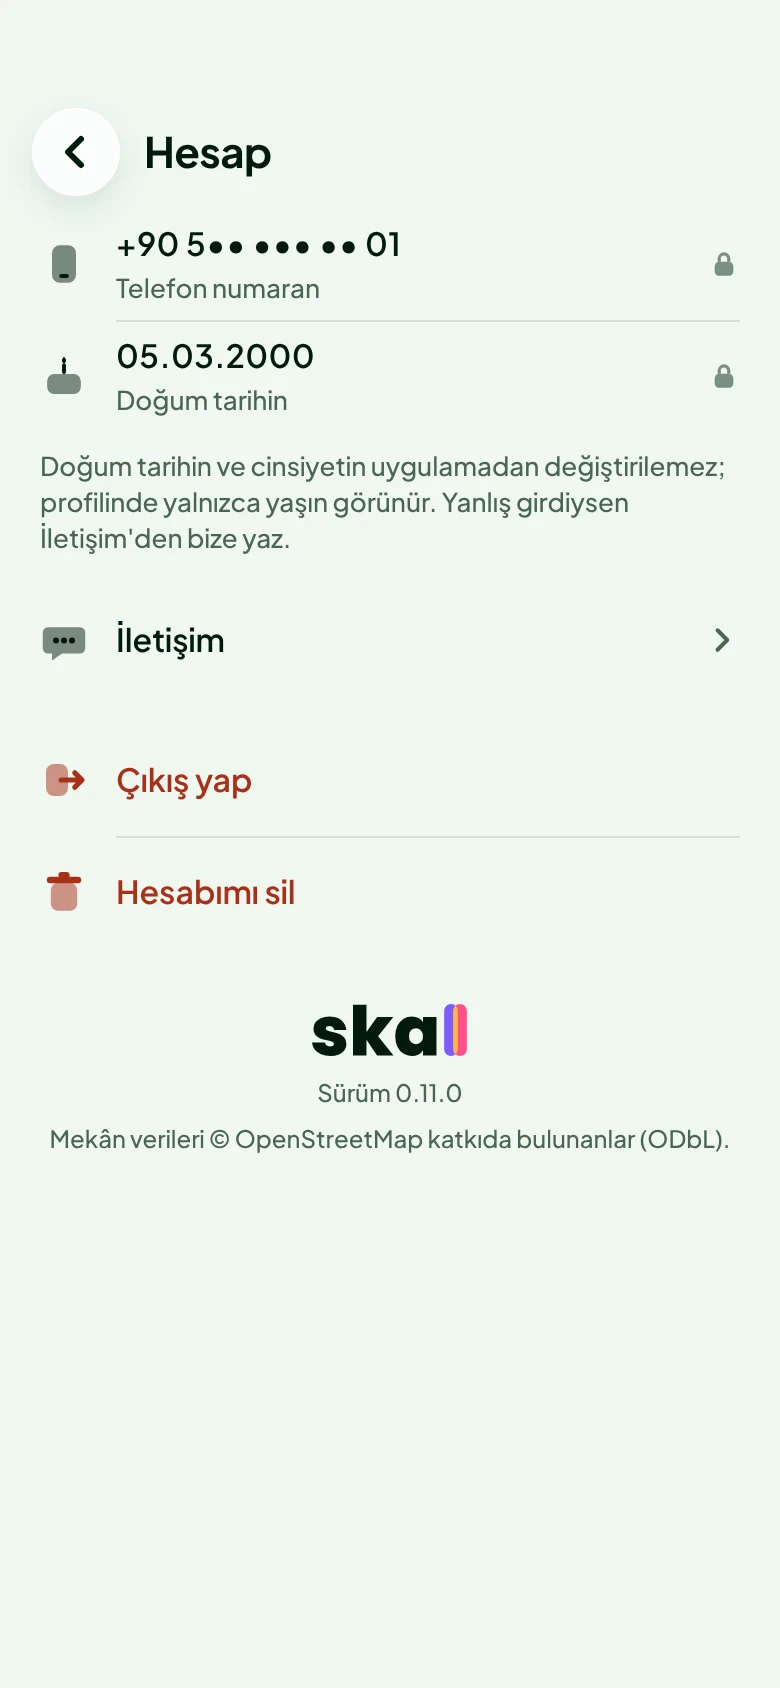 Hesap
+90 5•• ••• •• 01
Telefon numaran
05.03.2000
Doğum tarihin
Doğum tarihin ve cinsiyetin uygulamadan değiştirilemez;
profilinde yalnızca yaşın görünür. Yanlış girdiysen
İletişim'den bize yaz.
İletişim
Çıkış yap
Hesabımı sil
skal
Sürüm 0.11.0
Mekân verileri © OpenStreetMap katkıda bulunanlar (ODbL).